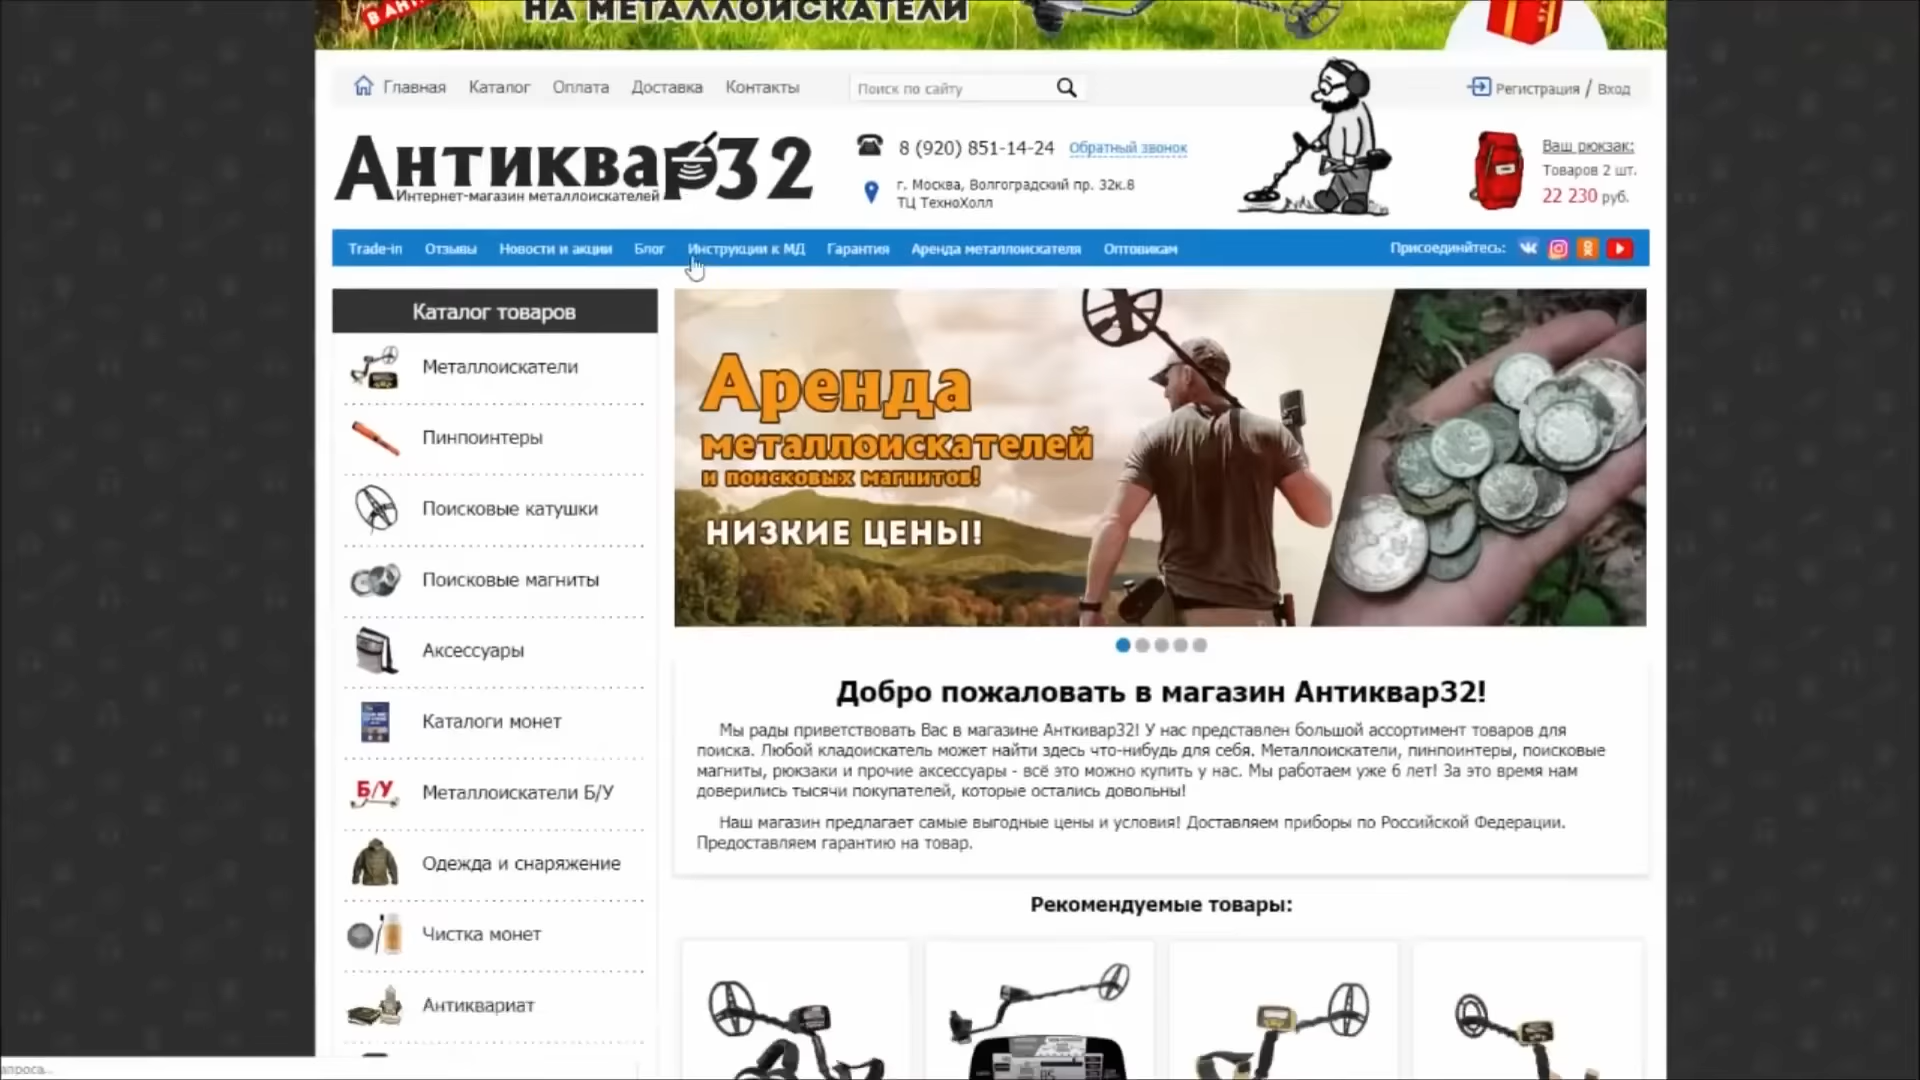 НА МЕТАЛЛОИСКАТЕЛИ
Главная
Каталог
Оплата
Доставка
Контакты
Поиск по сайту
Регистрация / Вход
Антиквар32
Интернет-магазин металлоискателей
8 (920) 851-14-24
Обратный звонок
г. Москва, Волгоградский пр. 32к.8
ТЦ ТехноХолл
Ваш рюкзак:
Товаров 2 шт.
22 230 руб.
Trade-in
Отзывы
Новости и акции
Блог
Инструкции к МД
Гарантия
Аренда металлоискателя
Оптовикам
Присоединйтесь:
Каталог товаров
Металлоискатели
Пинпоинтеры
Поисковые катушки
Поисковые магниты
Аксессуары
Каталоги монет
Б/У
Металлоискатели Б/У
Одежда и снаряжение
Чистка монет
Антиквариат
Аренда
металлоискателей
и поисковых магнитов!
НИЗКИЕ ЦЕНЫ!
Добро пожаловать в магазин Антиквар32!
Мы рады приветствовать Вас в магазине Антквар32! У нас представлен большой ассортимент товаров для
поиска. Любой кладоискатель может найти здесь что-нибудь для себя. Металлоискатели, пинпоинтеры, поисковые
магниты, рюкзаки и прочие аксессуары - всё это можно купить у нас. Мы работаем уже 6 лет! За это время нам
доверились тысячи покупателей, которые остались довольны!
Наш магазин предлагает самые выгодные цены и условия! Доставляем приборы по Российской Федерации.
Предоставляем гарантию на товар.
Рекомендуемые товары: